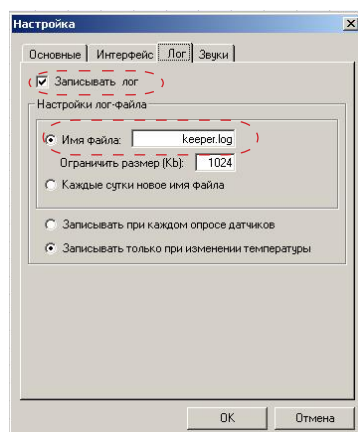 Настройка
Основные Интерфейс Лог Звуки
Записывать лог
Настройки лог-файла
Имя файла: keeper.log
Ограничить размер (Kb): 1024
Каждые сутки новое имя файла
Записывать при каждом опросе датчиков
Записывать только при изменении температуры
OK Отмена